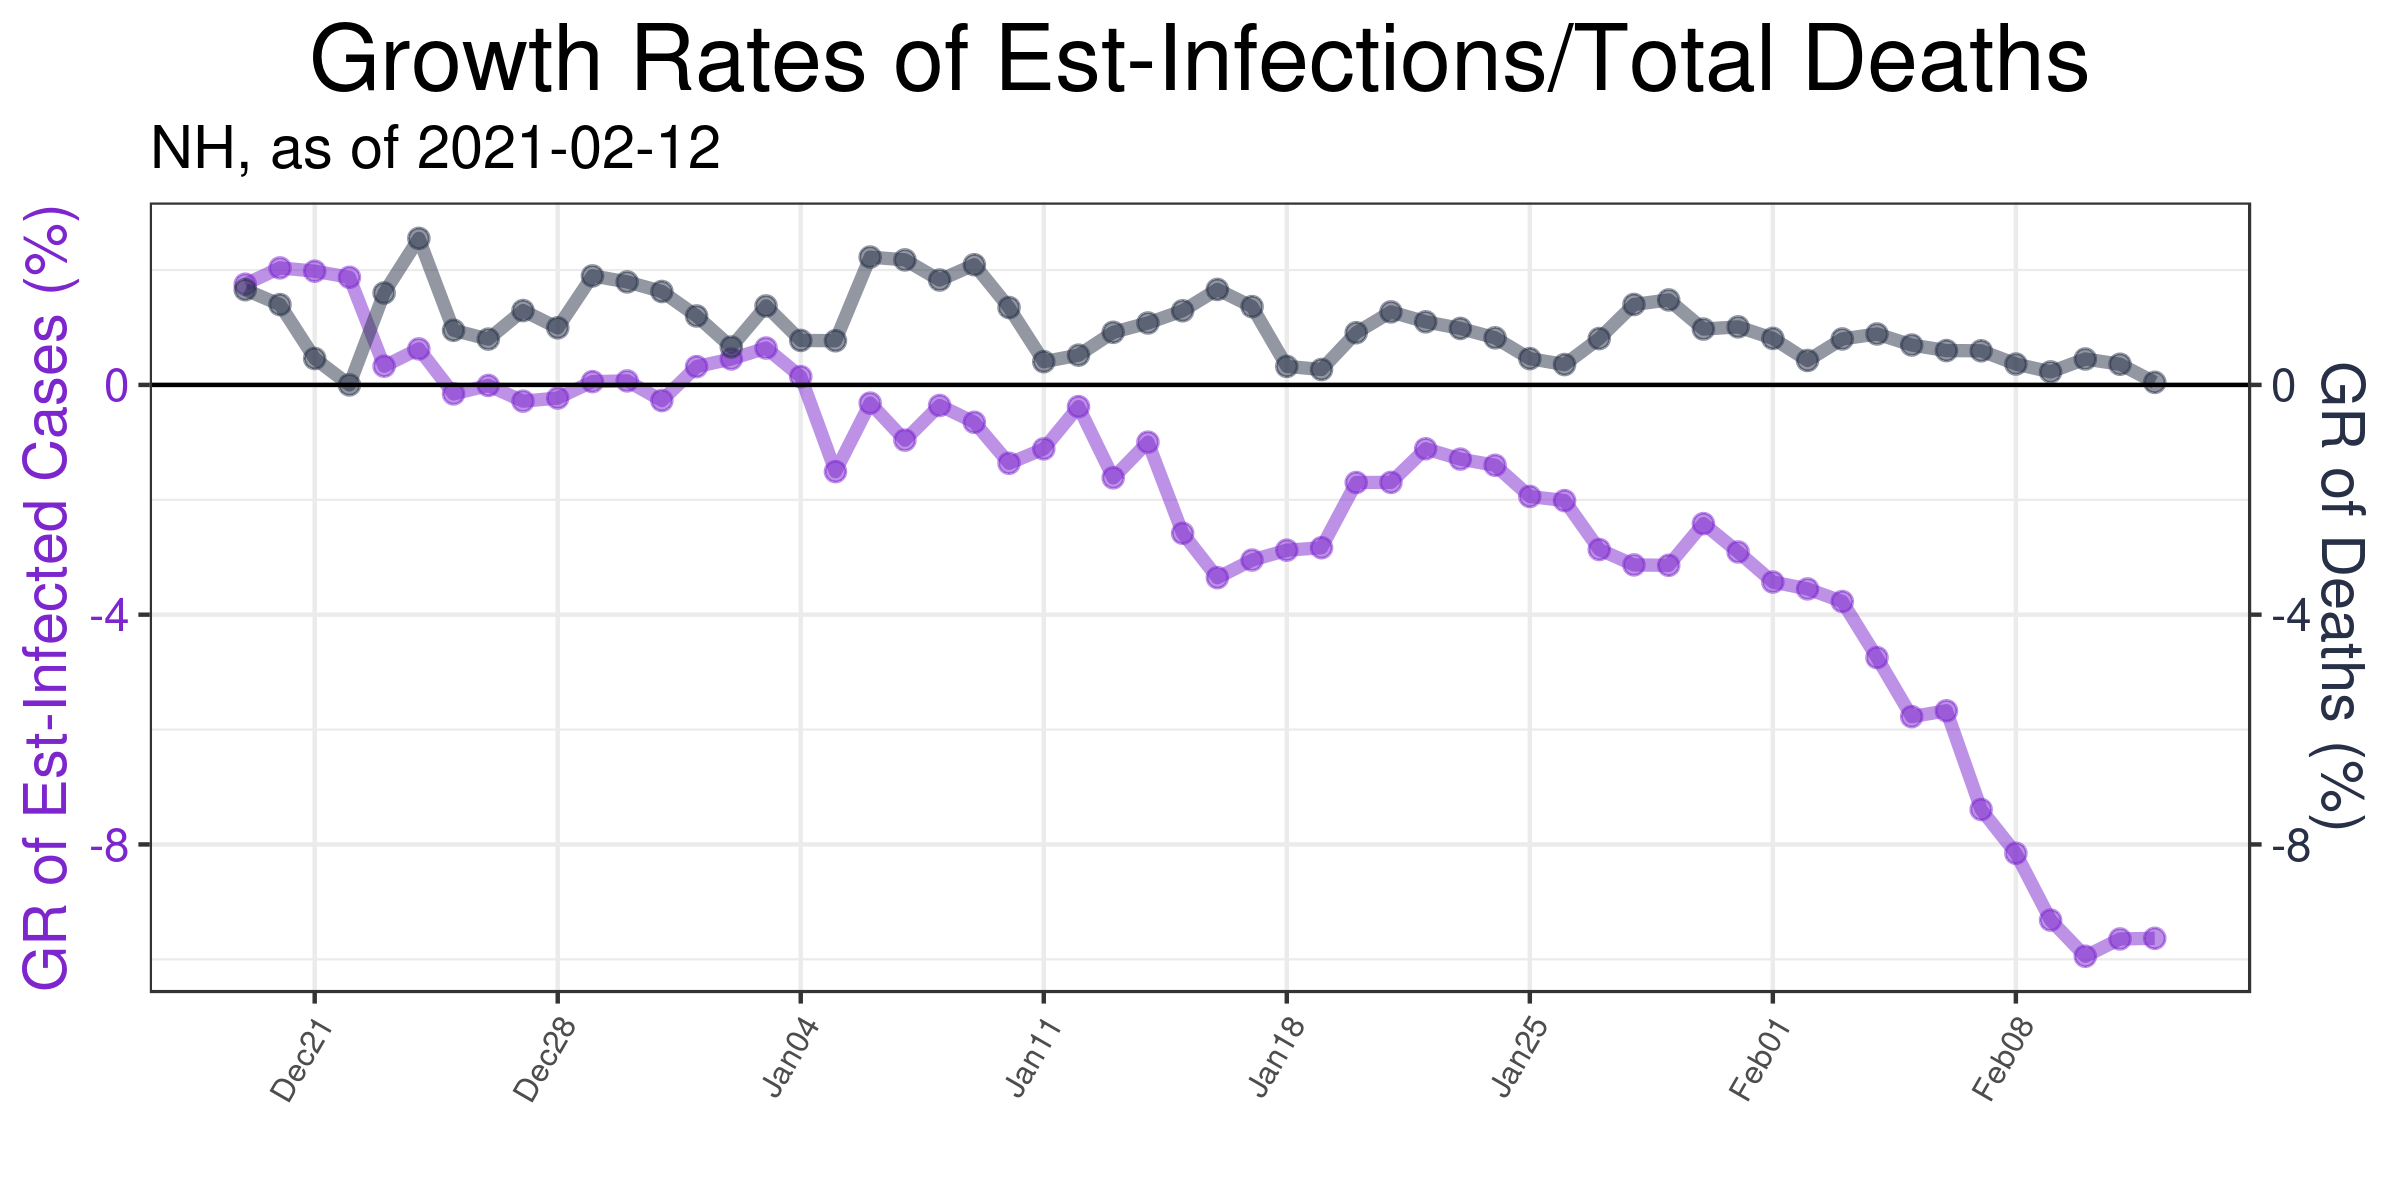 Growth Rates of Est-Infections/Total Deaths
NH, as of 2021-02-12
GR of Est-Infected Cases (%)
0
-4
-8
0
-4
-8
GR of Deaths (%)
Dec21
Dec28
Jan04
Jan11
Jan18
Jan25
Feb01
Feb08